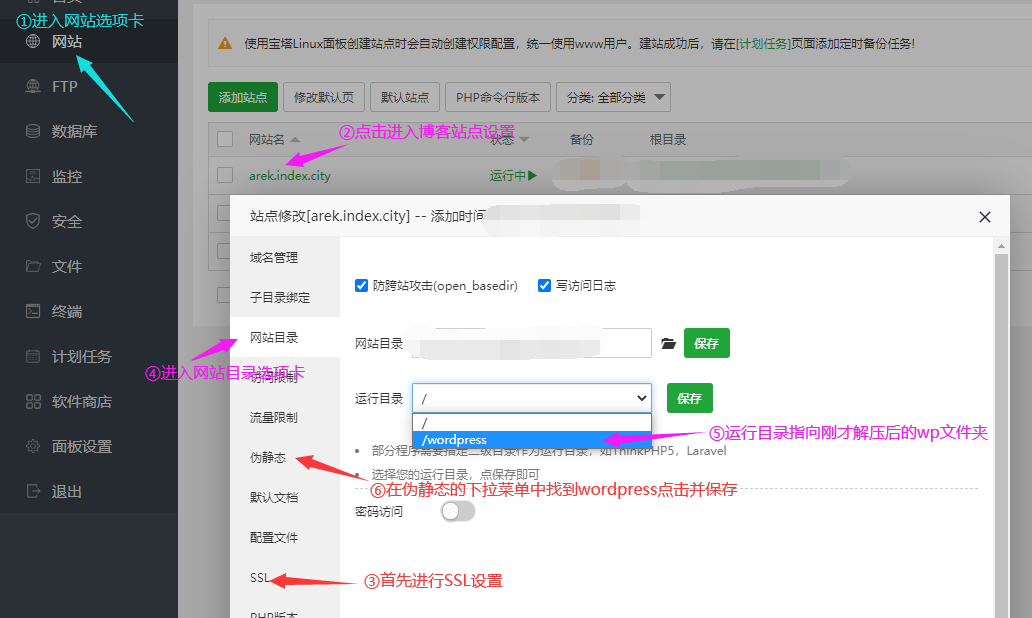 首页
①进入网站选项卡
网站
FTP
数据库
监控
安全
文件
终端
计划任务
软件商店
面板设置
退出
使用宝塔Linux面板创建站点时会自动创建权限配置，统一使用www用户。建站成功后，请在[计划任务]页面添加定时备份任务!
添加站点 修改默认页 默认站点 PHP命令行版本 分类: 全部分类
②点击进入博客站点设置
网站名 状态 备份 根目录
arek.index.city 运行中
站点修改[arek.index.city] -- 添加时间
域名管理
子目录绑定
网站目录
④进入网站目录选项卡
访问限制
流量限制
伪静态
默认文档
配置文件
SSL
PHP版本
防跨站攻击(open_basedir) 写访问日志
网站目录 保存
运行目录 / 保存
/
/wordpress
⑤运行目录指向刚才解压后的wp文件夹
部分程序需要指定二级目录作为运行目录，如ThinkPHP5，Laravel
选择您的运行目录，点保存即可
⑥在伪静态的下拉菜单中找到wordpress点击并保存
密码访问
③首先进行SSL设置